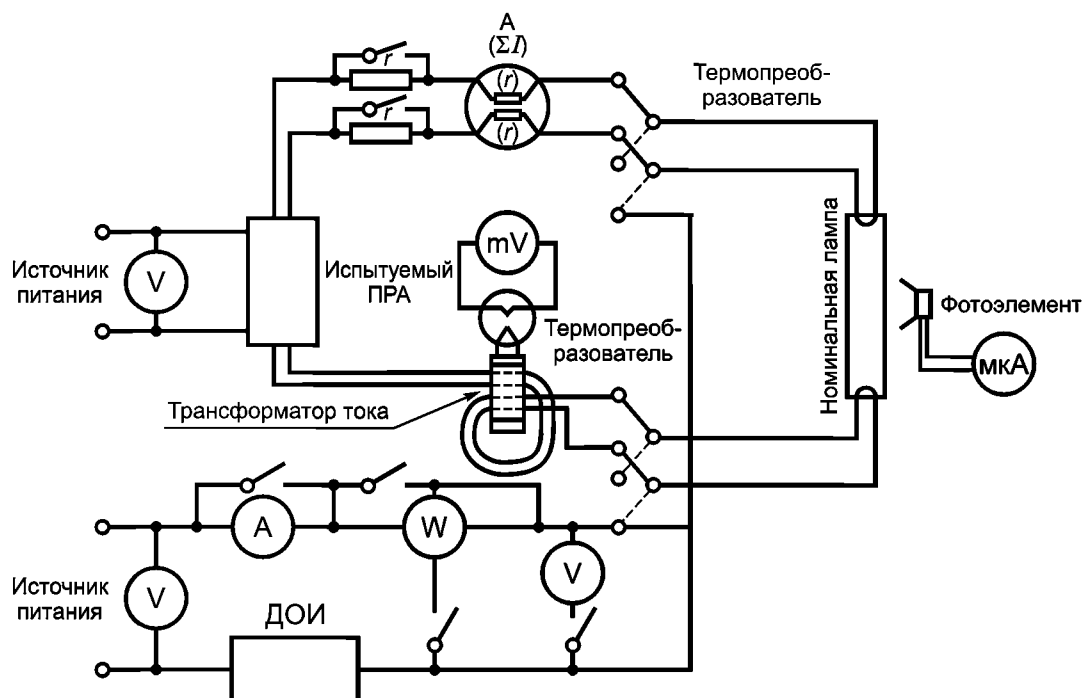 A
(ΣI)
r
(r)
r
(r)
Термопреоб-
разователь
mV
Источник
питания
V
Испытуемый
ПРА
Термопреоб-
разователь
Трансформатор тока
Номинальная лампа
Фотоэлемент
мкА
A
W
V
Источник
питания
V
ДОИ